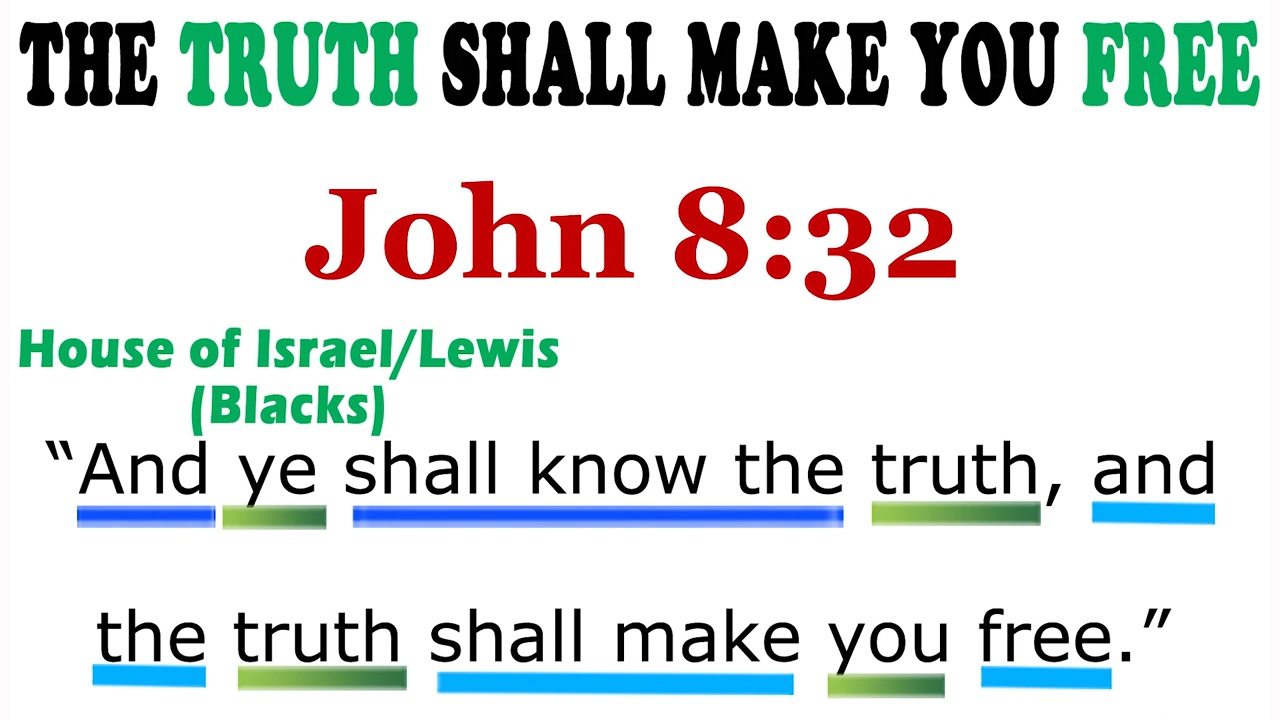 THE TRUTH SHALL MAKE YOU FREE
John 8:32
House of Israel/Lewis
(Blacks)
“And ye shall know the truth, and
the truth shall make you free.”